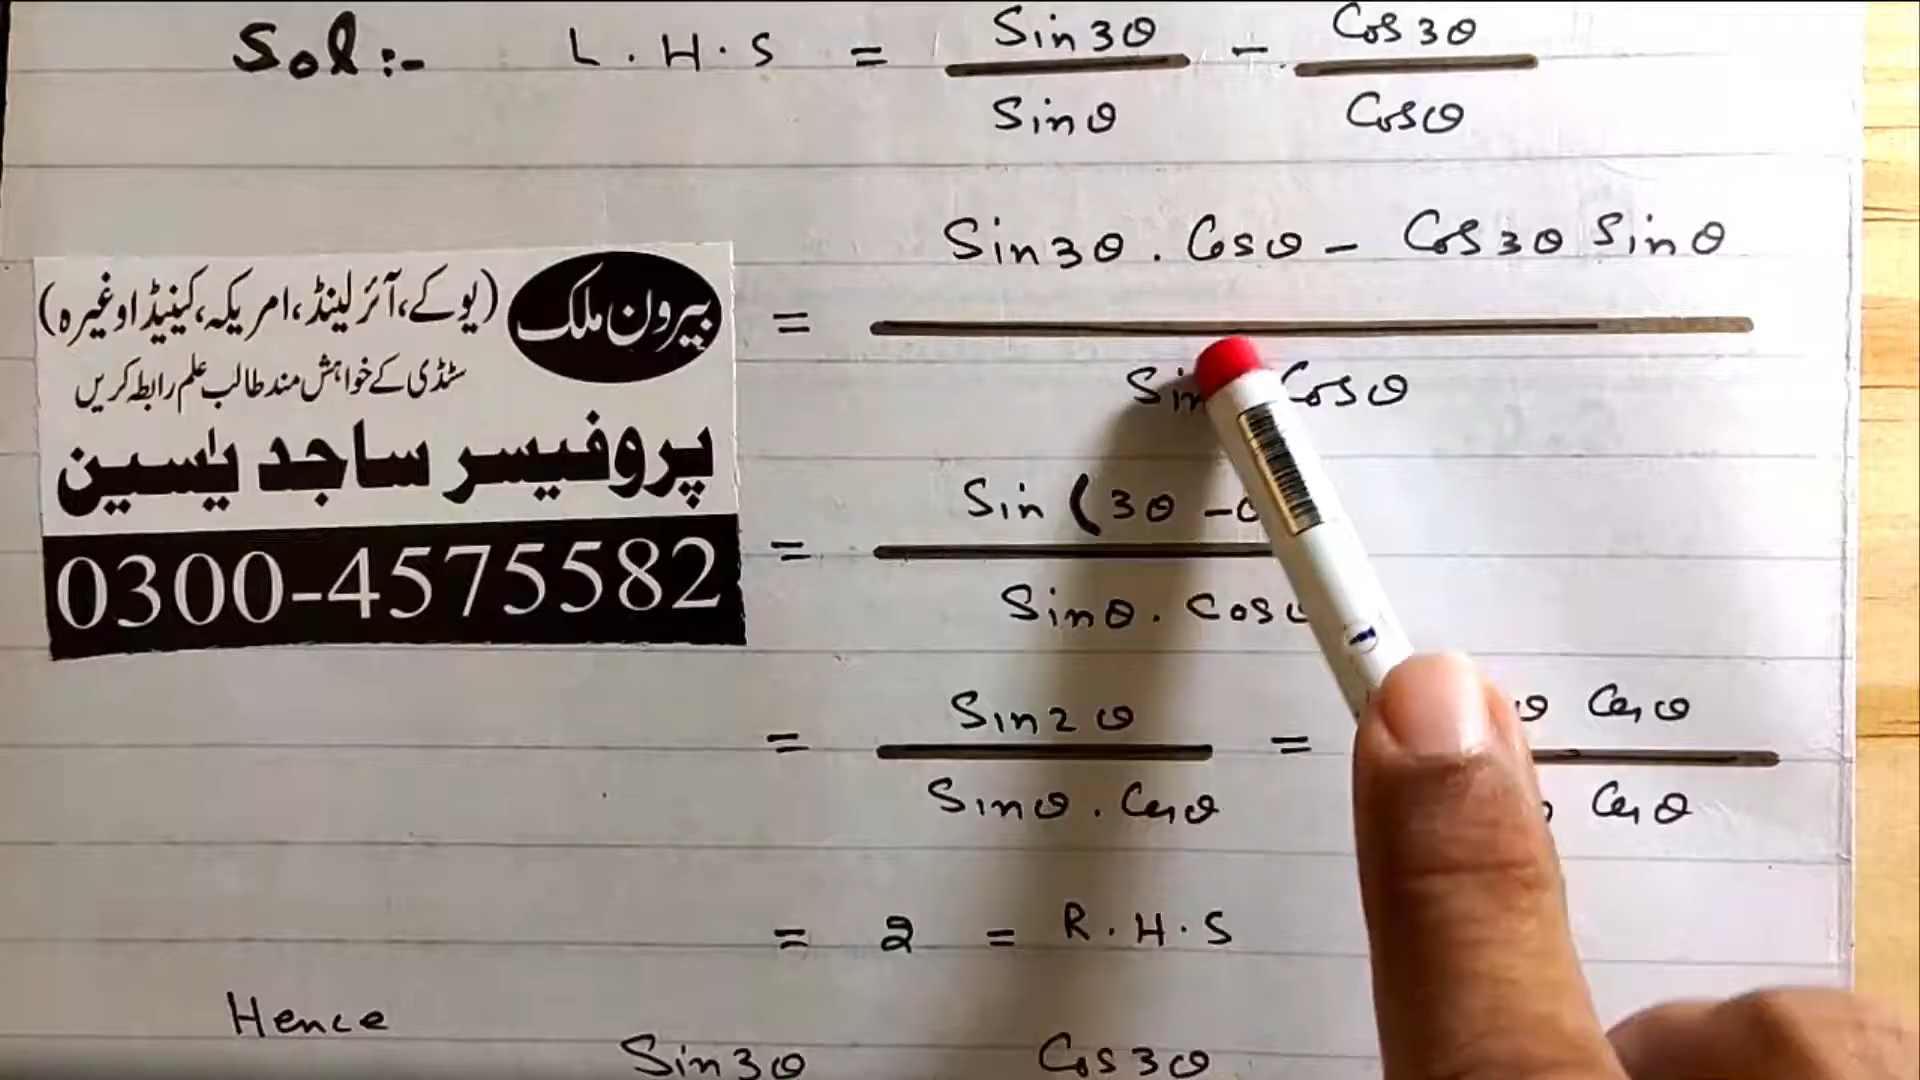 Sol:- L.H.S = Sin3θ / Sinθ - Cos3θ / Cosθ
= Sin3θ . Cosθ - Cos3θ Sinθ
Cosθ
= Sin (3θ -
Sinθ . Cos
= Sin2θ / Sinθ . Cosθ = Cosθ / Cosθ
= 2 = R.H.S
Hence
Sin3θ Cos3θ
بیرون ملک (یو کے، آئرلینڈ، امریکہ، کینیڈا وغیرہ)
سٹڈی کے خواہش مند طالب علم رابطہ کریں
پروفیسر ساجد یٰسین
0300-4575582